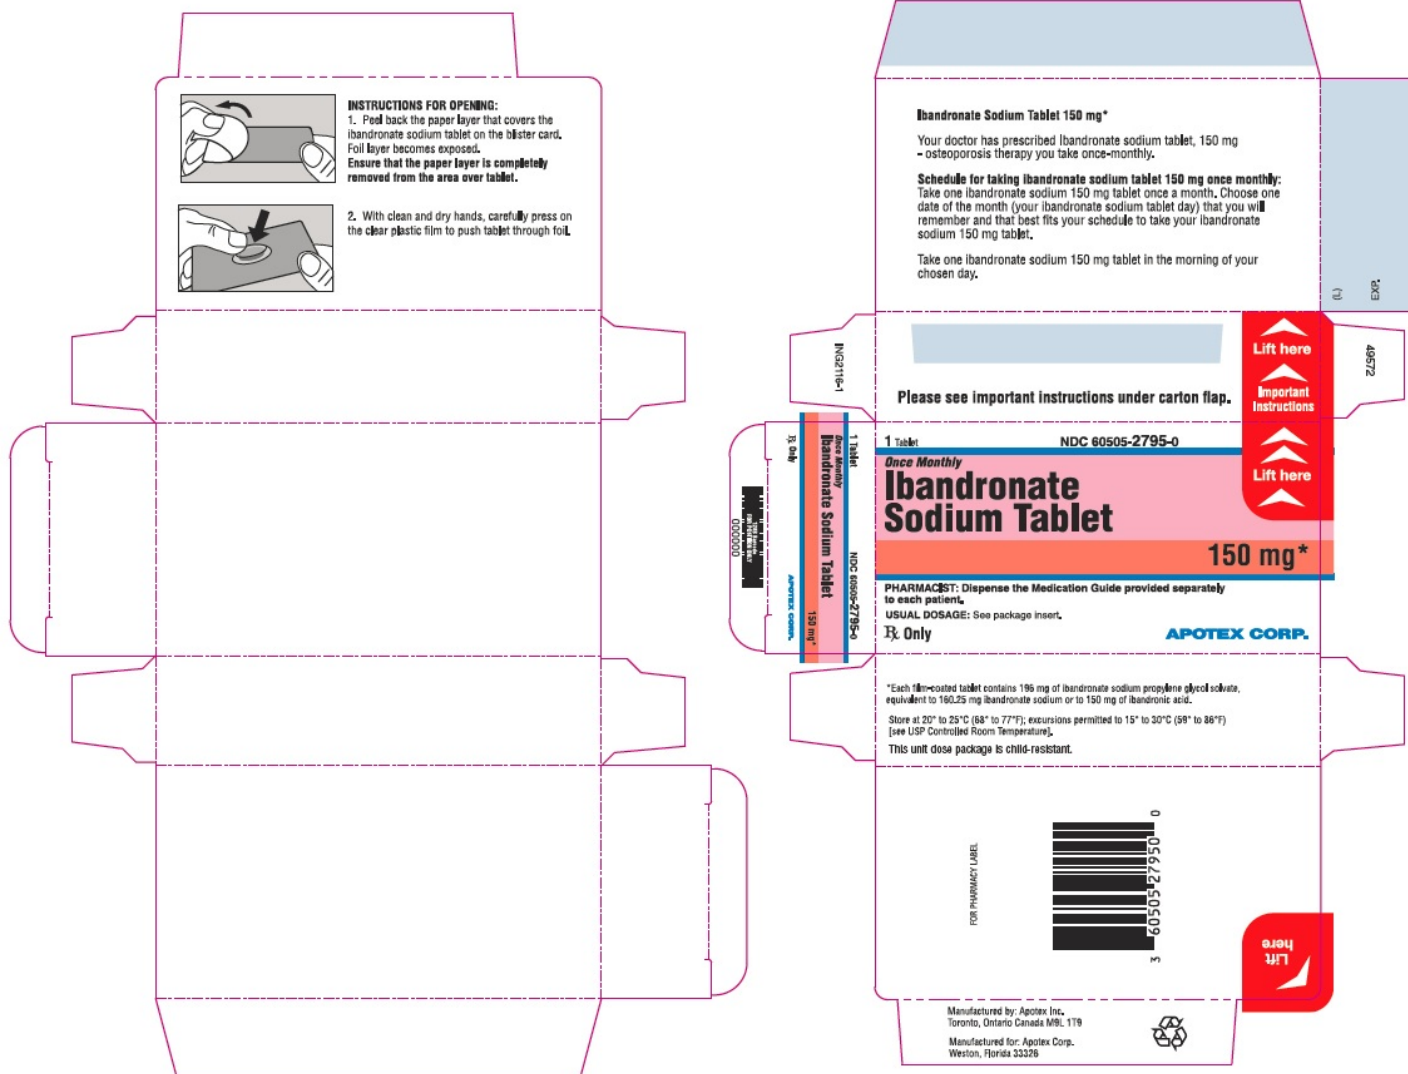 INSTRUCTIONS FOR OPENING:
1. Peel back the paper layer that covers the
ibandronate sodium tablet on the blister card.
Foil layer becomes exposed.
Ensure that the paper layer is completely
removed from the area over tablet.
2. With clean and dry hands, carefully press on
the clear plastic film to push tablet through foil.
Ibandronate Sodium Tablet 150 mg*
Your doctor has prescribed Ibandronate sodium tablet, 150 mg
- osteoporosis therapy you take once-monthly.
Schedule for taking ibandronate sodium tablet 150 mg once monthly:
Take one ibandronate sodium 150 mg tablet once a month. Choose one
date of the month (your ibandronate sodium tablet day) that you will
remember and that best fits your schedule to take your ibandronate
sodium 150 mg tablet.
Take one ibandronate sodium 150 mg tablet in the morning of your
chosen day.
(L)
EXP.
ING2116-1
Please see important instructions under carton flap.
Lift here
Important
Instructions
Lift here
49572
1 Tablet
NDC 60505-2795-0
Once Monthly
Ibandronate Sodium Tablet
150 mg*
℞ Only
APOTEX CORP.
000000
1 Tablet
NDC 60505-2795-0
Once Monthly
Ibandronate
Sodium Tablet
150 mg*
PHARMACIST: Dispense the Medication Guide provided separately
to each patient.
USUAL DOSAGE: See package insert.
℞ Only
APOTEX CORP.
*Each film-coated tablet contains 196 mg of ibandronate sodium propylene glycol solvate,
equivalent to 160.25 mg ibandronate sodium or to 150 mg of ibandronic acid.
Store at 20° to 25°C (68° to 77°F); excursions permitted to 15° to 30°C (59° to 86°F)
[see USP Controlled Room Temperature].
This unit dose package is child-resistant.
FOR PHARMACY LABEL
3 60505 27950 0
Lift
here
Manufactured by: Apotex Inc.
Toronto, Ontario Canada M9L 1T9
Manufactured for: Apotex Corp.
Weston, Florida 33326